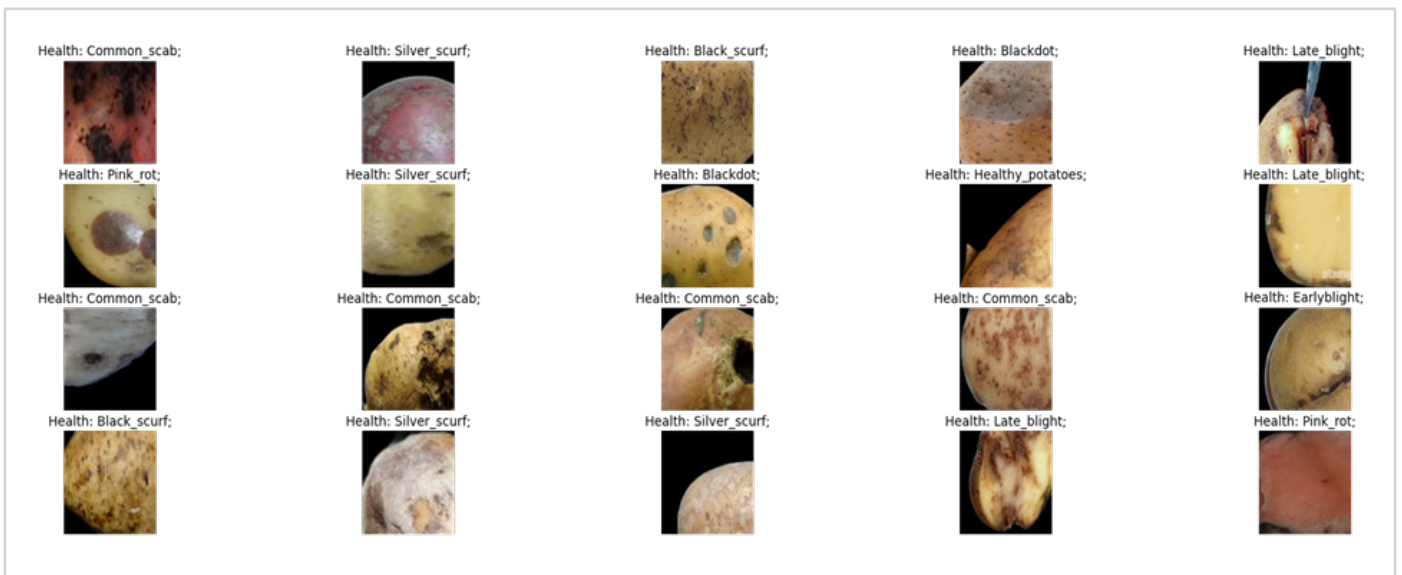 Health: Common_scab;
Health: Silver_scurf;
Health: Black_scurf;
Health: Blackdot;
Health: Late_blight;
Health: Pink_rot;
Health: Silver_scurf;
Health: Blackdot;
Health: Healthy_potatoes;
Health: Late_blight;
alamy
Health: Common_scab;
Health: Common_scab;
Health: Common_scab;
Health: Common_scab;
Health: Earlyblight;
Health: Black_scurf;
Health: Silver_scurf;
Health: Silver_scurf;
Health: Late_blight;
Health: Pink_rot;